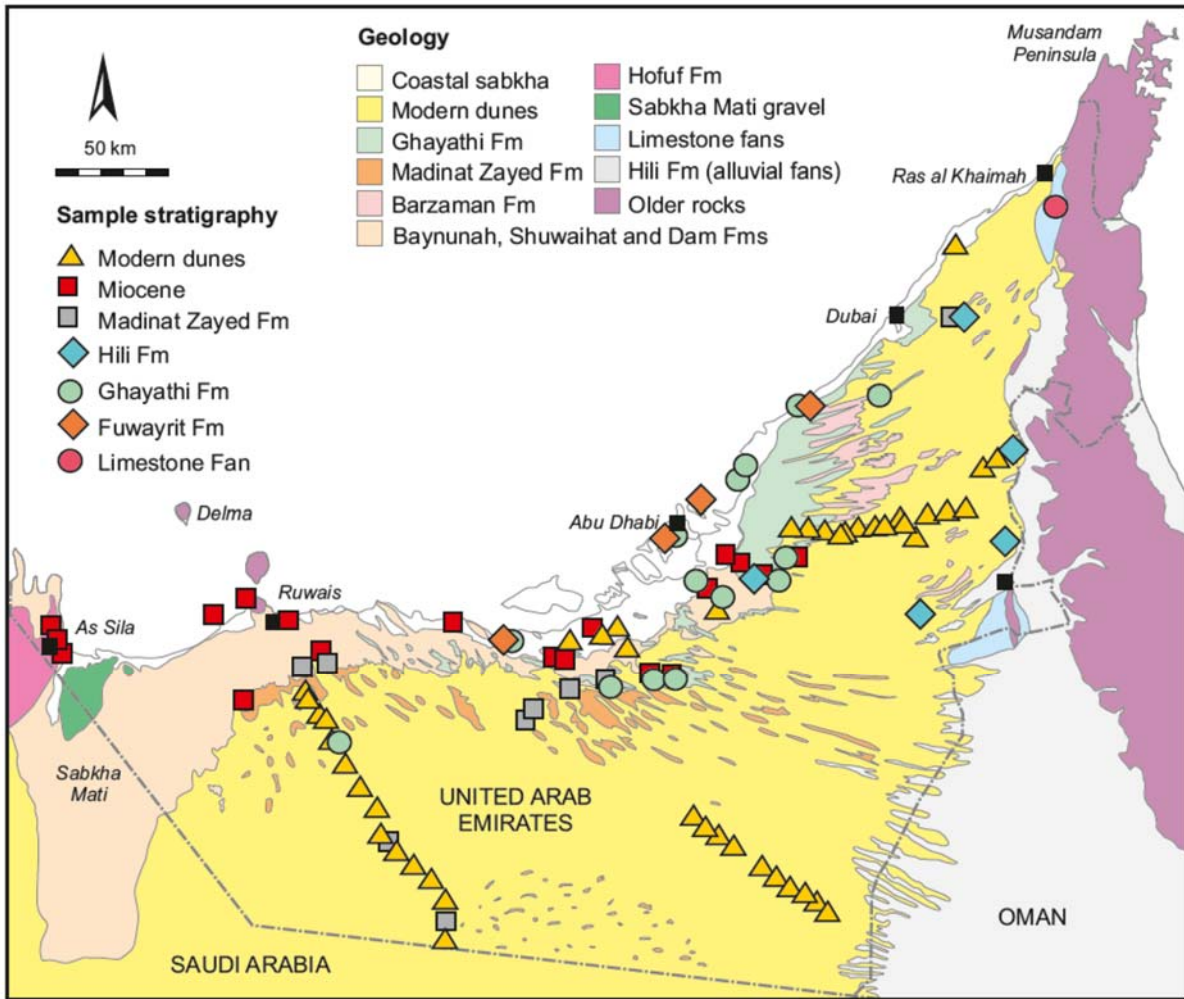 Geology
Coastal sabkha
Modern dunes
Ghayathi Fm
Madinat Zayed Fm
Barzaman Fm
Baynunah, Shuwaihat and Dam Fms
Hofuf Fm
Sabkha Mati gravel
Limestone fans
Hili Fm (alluvial fans)
Older rocks
50 km
Sample stratigraphy
Modern dunes
Miocene
Madinat Zayed Fm
Hili Fm
Ghayathi Fm
Fuwayrit Fm
Limestone Fan
Musandam
Peninsula
Ras al Khaimah
Dubai
Delma
Abu Dhabi
Ruwais
As Sila
Sabkha
Mati
UNITED ARAB
EMIRATES
OMAN
SAUDI ARABIA